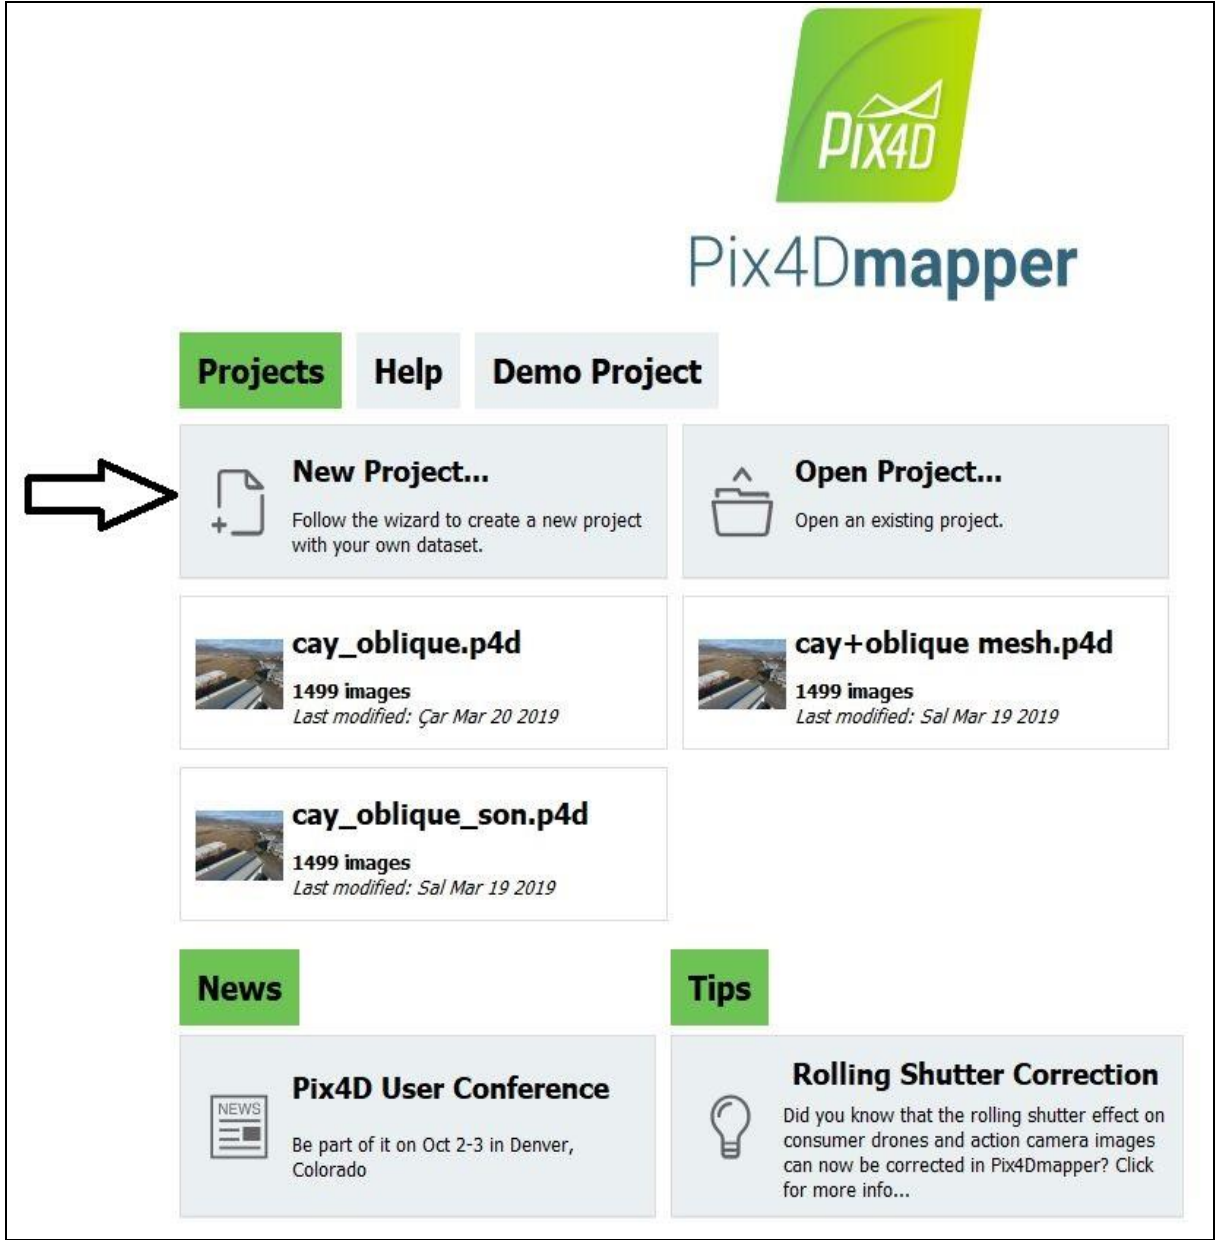 PIX4D
Pix4Dmapper
Projects
Help
Demo Project
New Project...
Follow the wizard to create a new project
with your own dataset.
Open Project...
Open an existing project.
cay_oblique.p4d
1499 images
Last modified: Çar Mar 20 2019
cay+oblique mesh.p4d
1499 images
Last modified: Sal Mar 19 2019
cay_oblique_son.p4d
1499 images
Last modified: Sal Mar 19 2019
News
NEWS
Pix4D User Conference
Be part of it on Oct 2-3 in Denver,
Colorado
Tips
Rolling Shutter Correction
Did you know that the rolling shutter effect on
consumer drones and action camera images
can now be corrected in Pix4Dmapper? Click
for more info...